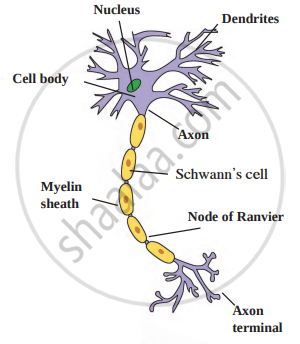 Nucleus
Dendrites
Cell body
Axon
Schwann's cell
Myelin
sheath
Node of Ranvier
Axon
terminal
shaalaa.com